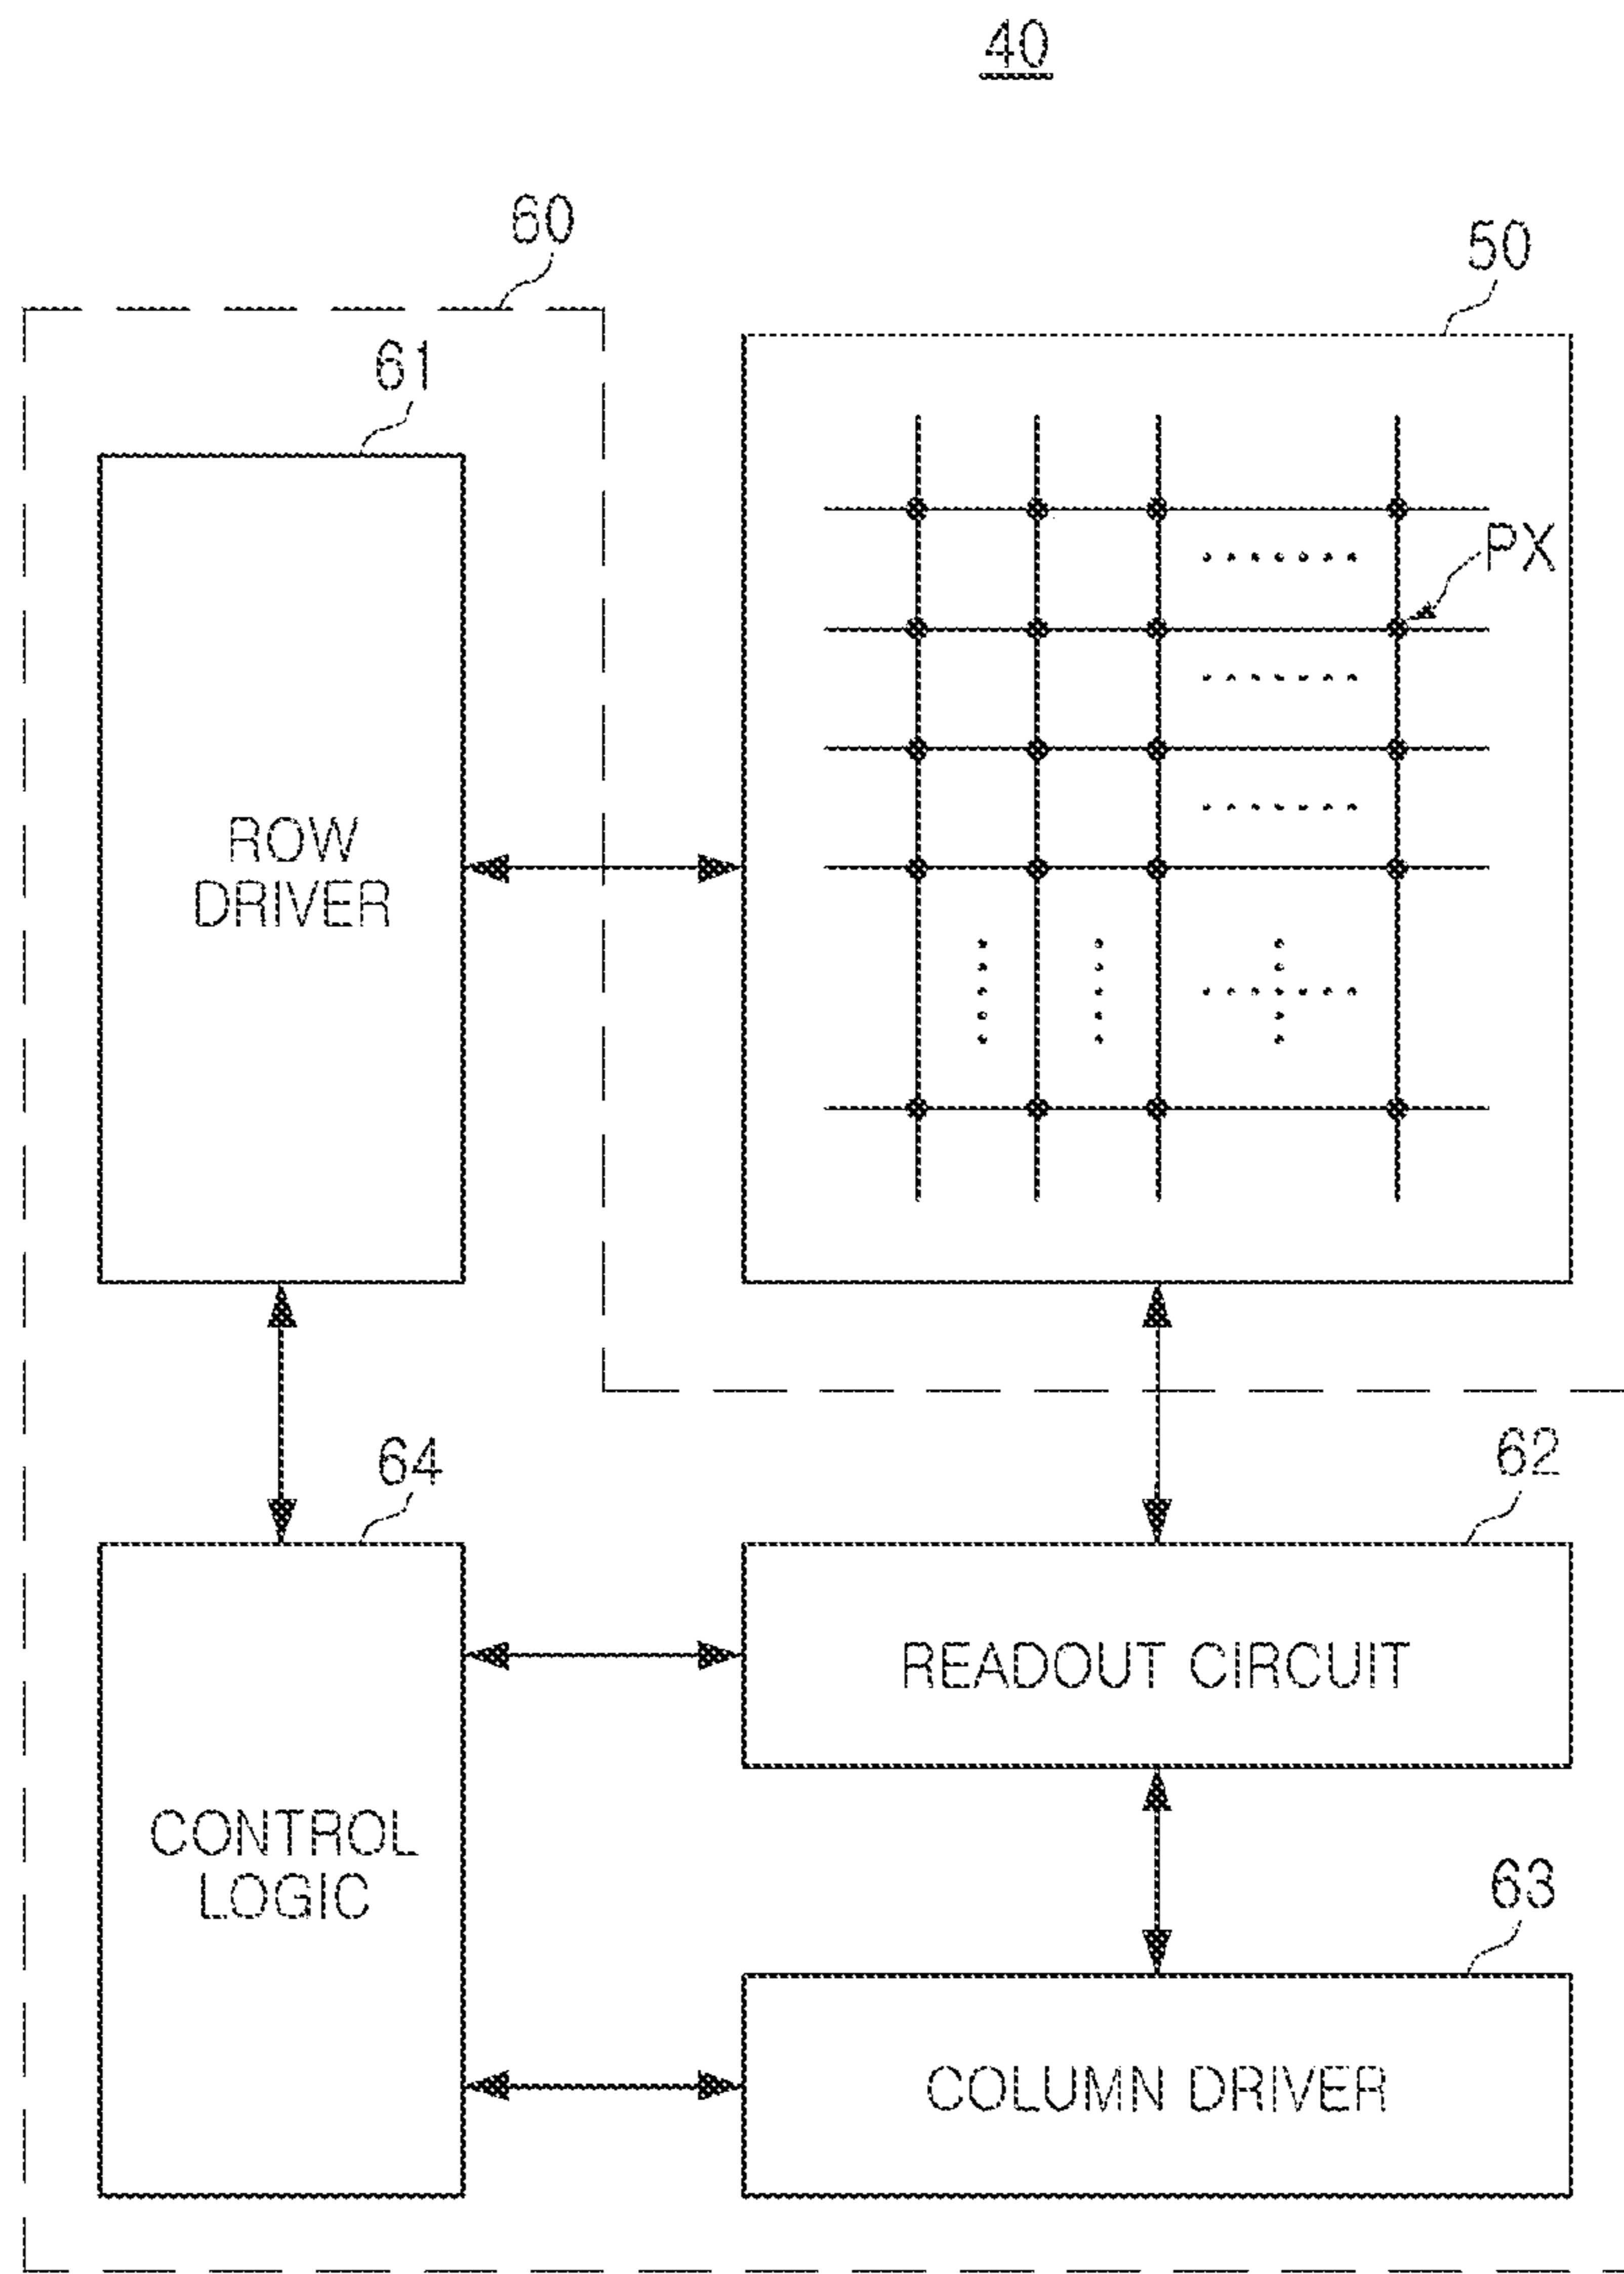 40
60
50
61
PX
ROW
DRIVER
64
62
READOUT CIRCUIT
CONTROL
LOGIC
63
COLUMN DRIVER